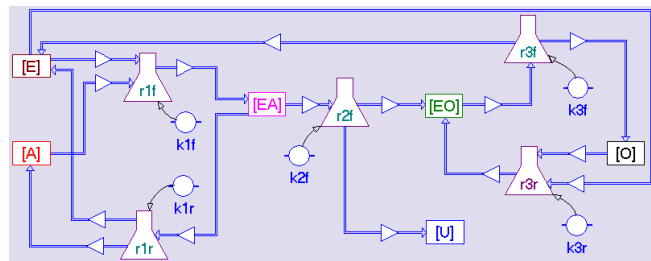 [E]
r1f
r3f
[EA]
r2f
[EO]
k1f
k3f
[A]
k2f
[O]
r3r
k1r
r1r
[U]
k3r